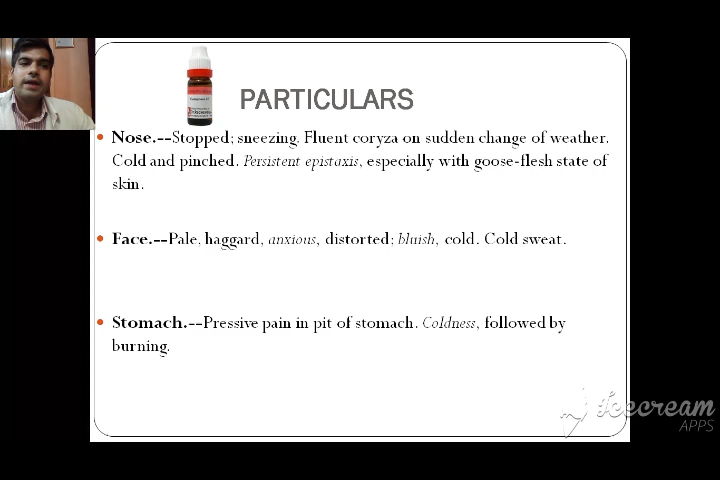 PARTICULARS
• Nose.--Stopped; sneezing. Fluent coryza on sudden change of weather.
Cold and pinched. Persistent epistaxis, especially with goose-flesh state of
skin.
• Face.--Pale, haggard, anxious, distorted; bluish, cold. Cold sweat.
• Stomach.--Pressive pain in pit of stomach. Coldness, followed by
burning.
Icecream
APPS